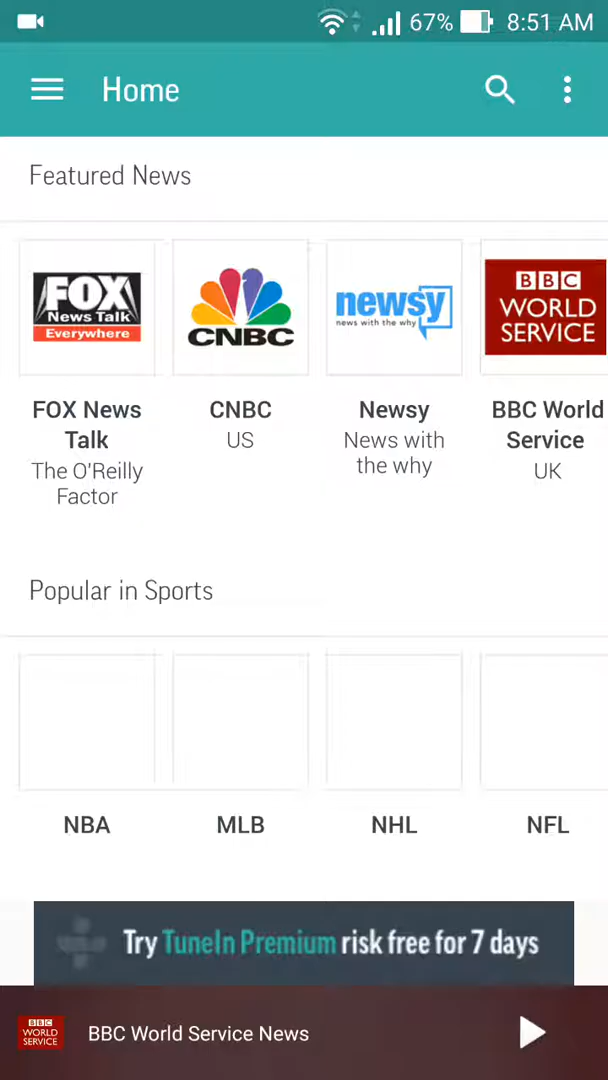 67% 8:51 AM
Home
Featured News
FOX
News Talk
Everywhere
CNBC
newsy
news with the why
BBC
WORLD
SERVICE
FOX News
Talk
The O'Reilly
Factor
CNBC
US
Newsy
News with
the why
BBC World
Service
UK
Popular in Sports
NBA
MLB
NHL
NFL
Try TuneIn Premium risk free for 7 days
BBC
WORLD
SERVICE
BBC World Service News